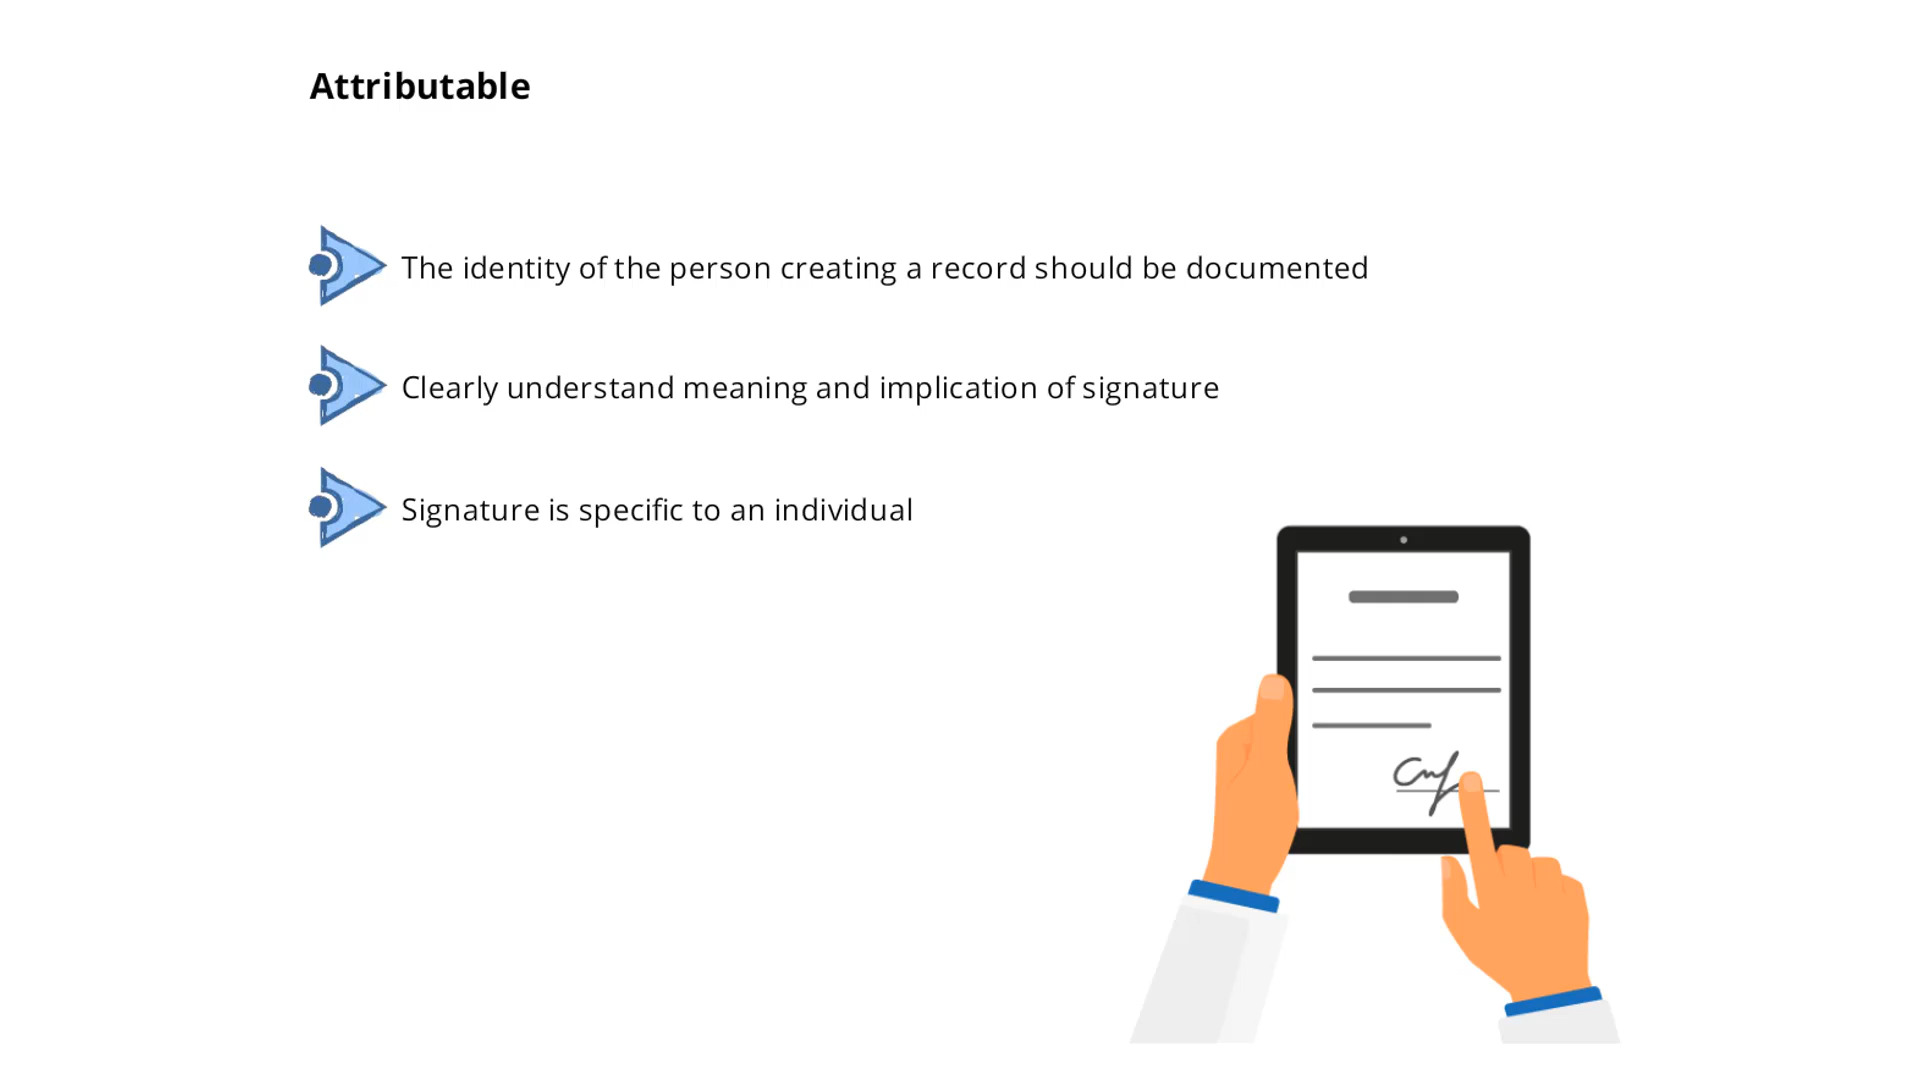 Attributable
The identity of the person creating a record should be documented
Clearly understand meaning and implication of signature
Signature is specific to an individual